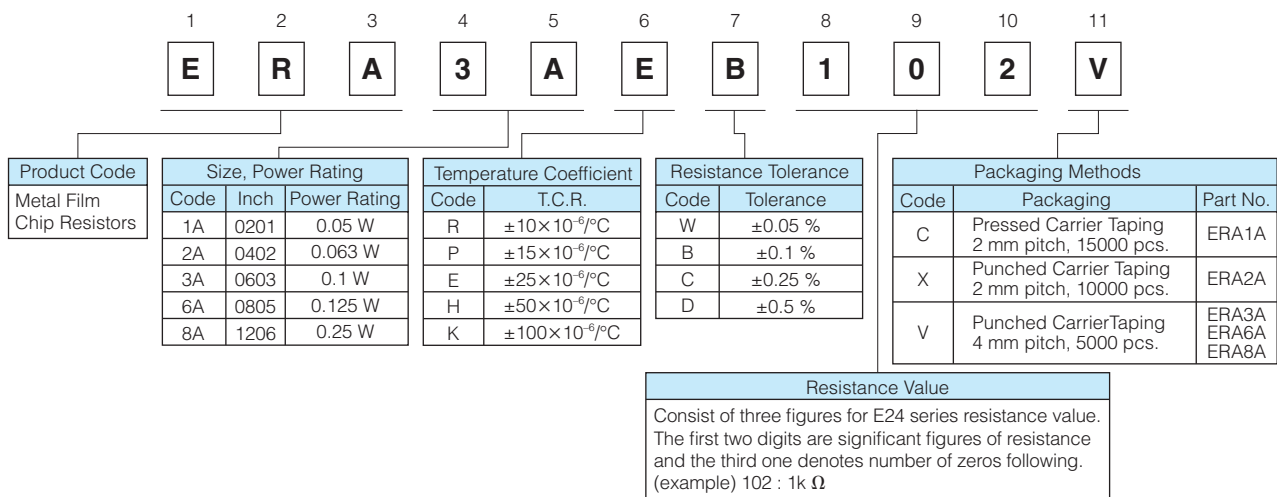 1 2 3 4 5 6 7 8 9 10 11
E R A 3 A E B 1 0 2 V
Product Code
Metal Film
Chip Resistors
Size, Power Rating
Code Inch Power Rating
1A 0201 0.05 W
2A 0402 0.063 W
3A 0603 0.1 W
6A 0805 0.125 W
8A 1206 0.25 W
Temperature Coefficient
Code T.C.R.
R ±10×10⁻⁶/°C
P ±15×10⁻⁶/°C
E ±25×10⁻⁶/°C
H ±50×10⁻⁶/°C
K ±100×10⁻⁶/°C
Resistance Tolerance
Code Tolerance
W ±0.05 %
B ±0.1 %
C ±0.25 %
D ±0.5 %
Packaging Methods
Code Packaging Part No.
C Pressed Carrier Taping
2 mm pitch, 15000 pcs. ERA1A
X Punched Carrier Taping
2 mm pitch, 10000 pcs. ERA2A
V Punched CarrierTaping
4 mm pitch, 5000 pcs. ERA3A
ERA6A
ERA8A
Resistance Value
Consist of three figures for E24 series resistance value.
The first two digits are significant figures of resistance
and the third one denotes number of zeros following.
(example) 102 : 1k Ω